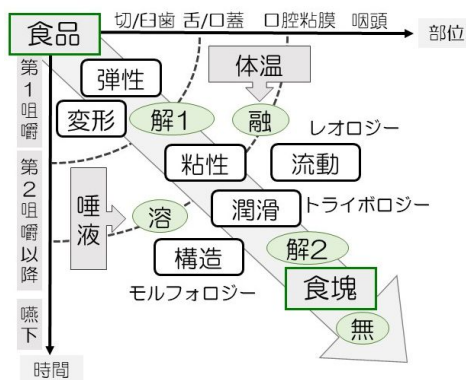 切/臼歯 舌/口蓋 口腔粘膜 咽頭
部位
食品
体温
弾性
第1咀嚼
変形
解1
融
レオロジー
粘性
流動
第2咀嚼以降
唾液
溶
潤滑
トライボロジー
構造
解2
モルフォロジー
食塊
嚥下
無
時間